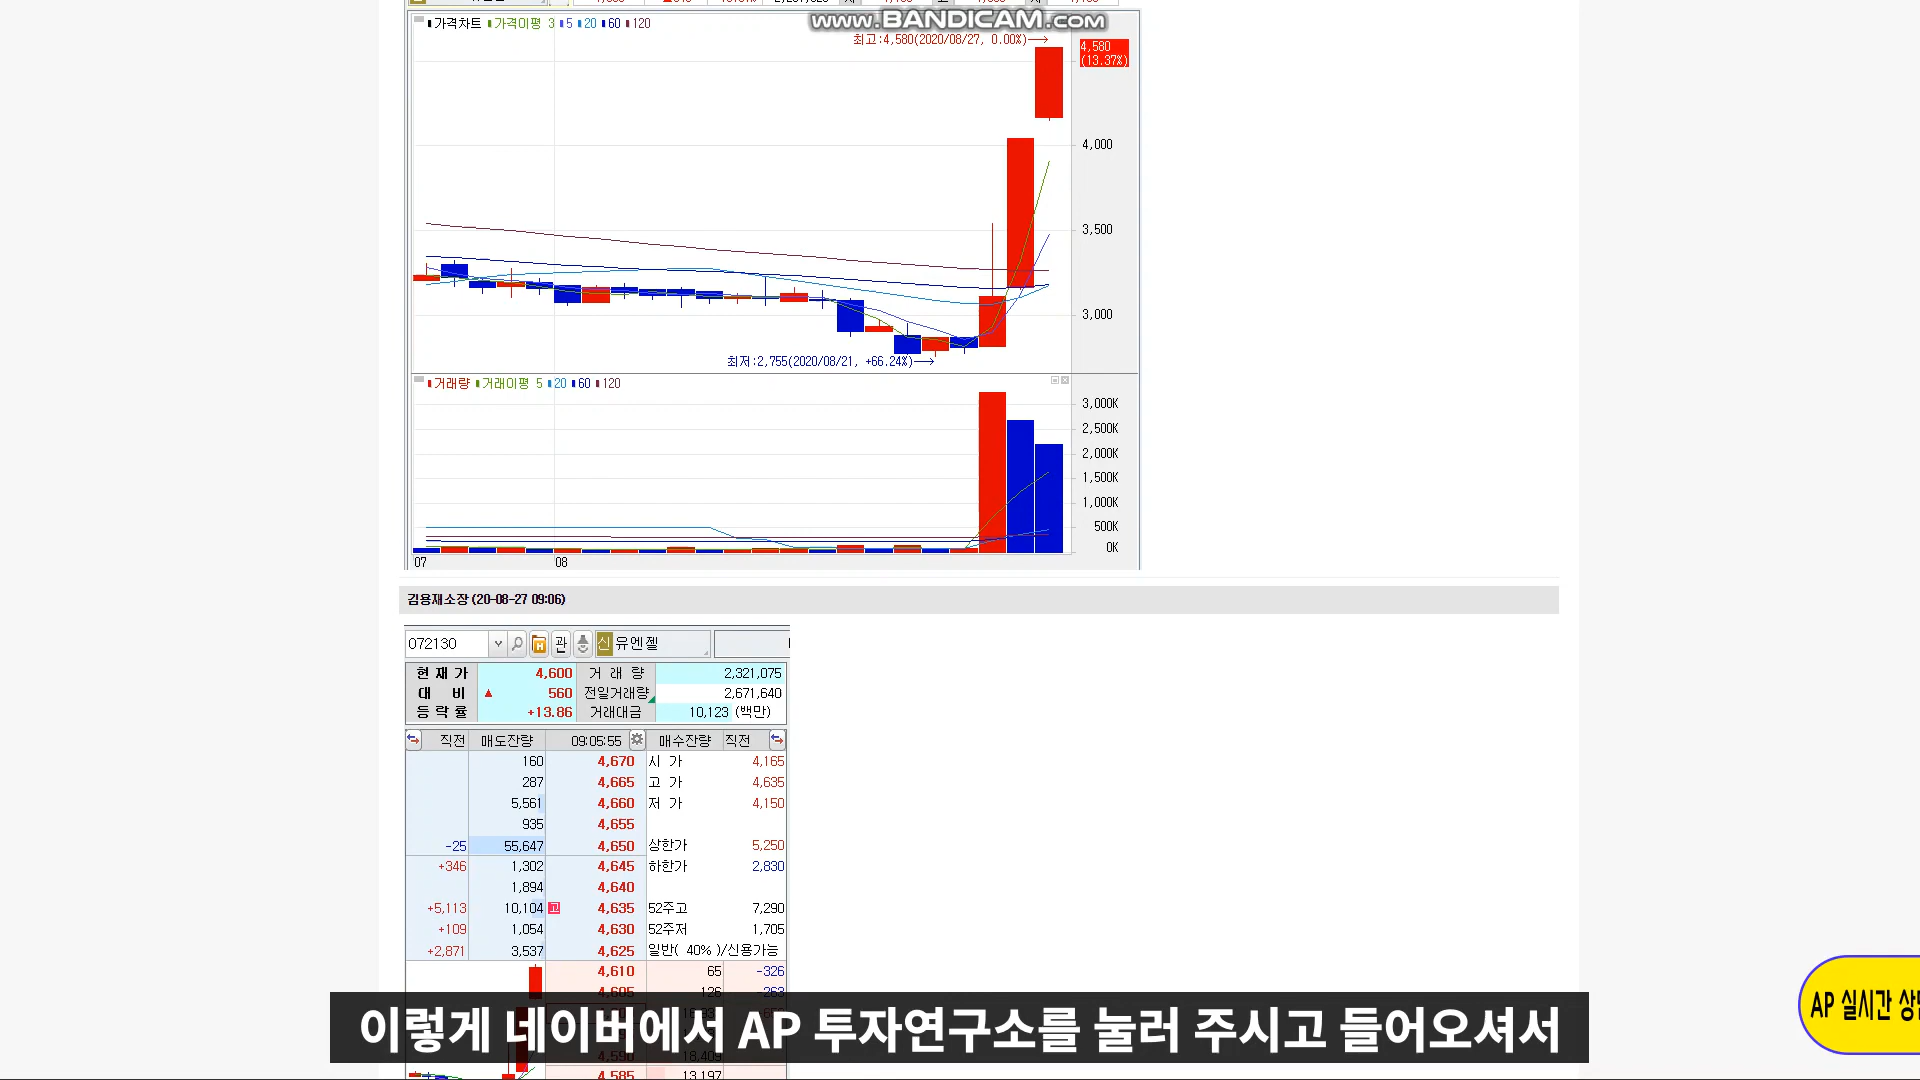 www.BANDICAM.com
가격차트 가격이평 3 5 20 60 120
최고:4,580(2020/08/27, 0.00%)
4,580
(13.37%)
4,000
3,500
3,000
최저:2,755(2020/08/21, +66.24%)
거래량 거래이평 5 20 60 120
3,000K
2,500K
2,000K
1,500K
1,000K
500K
0K
07 08
김용재소장 (20-08-27 09:06)
072130 관 신 유엔젤
현재가 4,600 거래량 2,321,075
대비 ▲ 560 전일거래량 2,671,640
등락률 +13.86 거래대금 10,123 (백만)
직전 매도잔량 09:05:55 매수잔량 직전
160 4,670 시가 4,165
287 4,665 고가 4,635
5,561 4,660 저가 4,150
935 4,655
-25 55,647 4,650 상한가 5,250
+346 1,302 4,645 하한가 2,830
1,894 4,640
+5,113 10,104 고 4,635 52주고 7,290
+109 1,054 4,630 52주저 1,705
+2,871 3,537 4,625 일반( 40% )/신용가능
4,610 65 -326
4,605 126 -263
4,590 18,409
4,585 13,197
이렇게 네이버에서 AP 투자연구소를 눌러 주시고 들어오셔서
AP 실시간